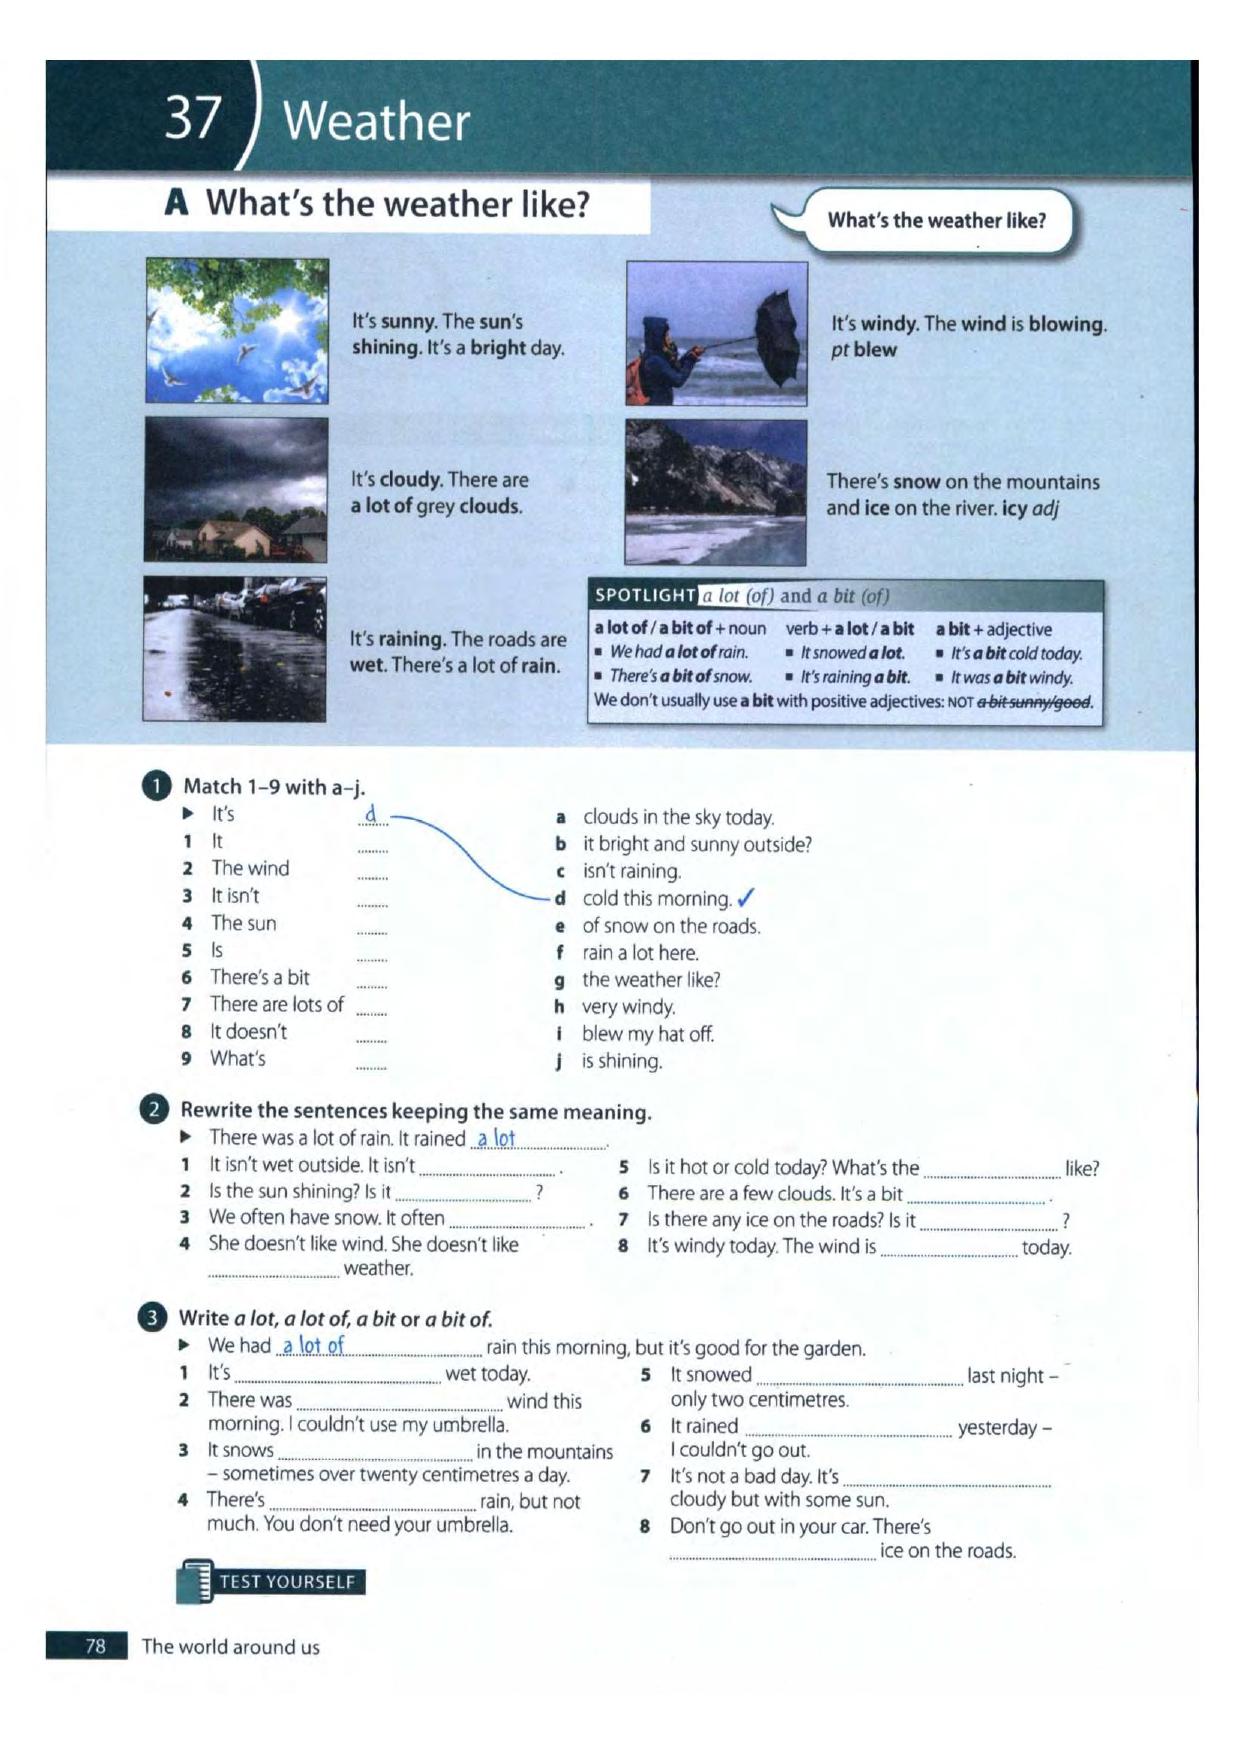 37 Weather
A What's the weather like?
What's the weather like?
It's sunny. The sun's
shining. It's a bright day.
It's windy. The wind is blowing.
pt blew
It's cloudy. There are
a lot of grey clouds.
There's snow on the mountains
and ice on the river. icy adj
It's raining. The roads are
wet. There's a lot of rain.
SPOTLIGHT a lot (of) and a bit (of)
a lot of / a bit of + noun verb + a lot / a bit a bit + adjective
▪ We had a lot of rain. ▪ It snowed a lot. ▪ It's a bit cold today.
▪ There's a bit of snow. ▪ It's raining a bit. ▪ It was a bit windy.
We don't usually use a bit with positive adjectives: NOT a bit sunny/good.
1 Match 1–9 with a–j.
▶ It's d
1 It
2 The wind
3 It isn't
4 The sun
5 Is
6 There's a bit
7 There are lots of
8 It doesn't
9 What's
a clouds in the sky today.
b it bright and sunny outside?
c isn't raining.
d cold this morning. ✓
e of snow on the roads.
f rain a lot here.
g the weather like?
h very windy.
i blew my hat off.
j is shining.
2 Rewrite the sentences keeping the same meaning.
▶ There was a lot of rain. It rained a lot .
1 It isn't wet outside. It isn't .
2 Is the sun shining? Is it ?
3 We often have snow. It often .
4 She doesn't like wind. She doesn't like
weather.
5 Is it hot or cold today? What's the like?
6 There are a few clouds. It's a bit .
7 Is there any ice on the roads? Is it ?
8 It's windy today. The wind is today.
3 Write a lot, a lot of, a bit or a bit of.
▶ We had a lot of rain this morning, but it's good for the garden.
1 It's wet today.
2 There was wind this
morning. I couldn't use my umbrella.
3 It snows in the mountains
– sometimes over twenty centimetres a day.
4 There's rain, but not
much. You don't need your umbrella.
5 It snowed last night –
only two centimetres.
6 It rained yesterday –
I couldn't go out.
7 It's not a bad day. It's
cloudy but with some sun.
8 Don't go out in your car. There's
ice on the roads.
TEST YOURSELF
78 The world around us